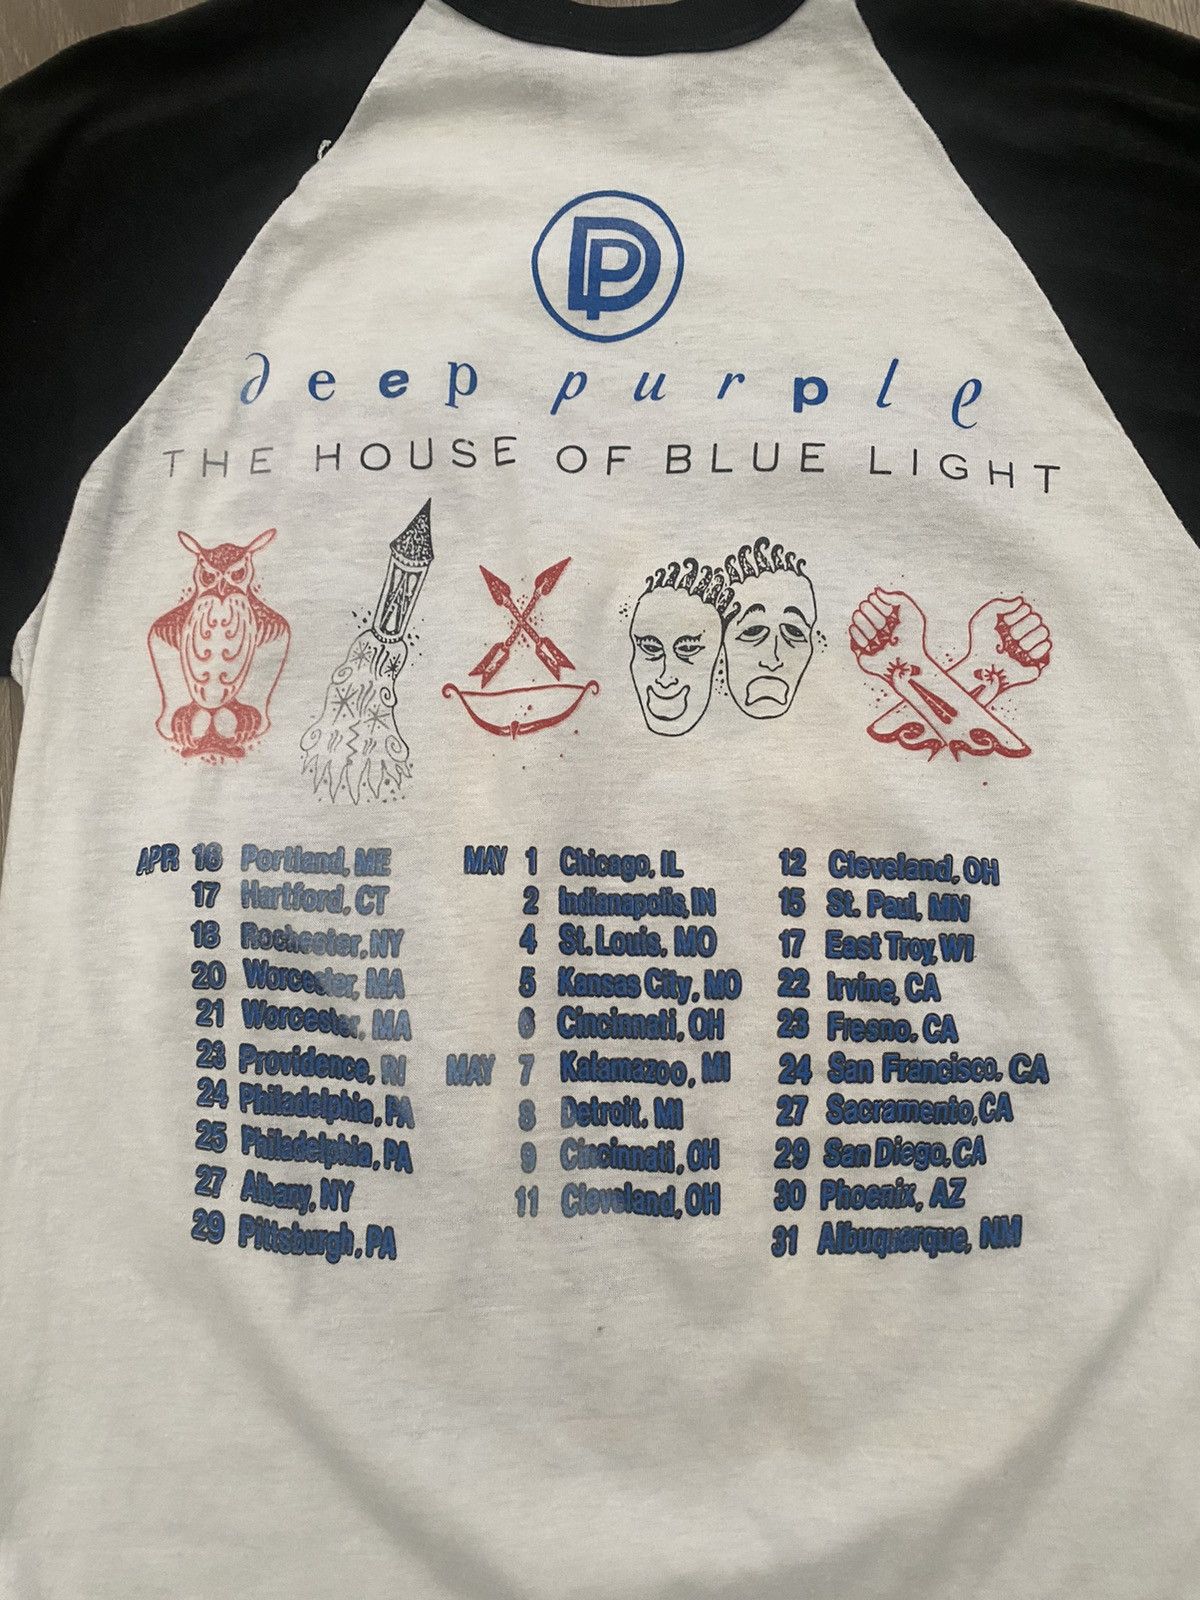 DP
deep purple
THE HOUSE OF BLUE LIGHT
APR 16 Portland, ME
17 Hartford, CT
18 Rochester, NY
20 Worcester, MA
21 Worcester, MA
23 Providence, RI
24 Philadelphia, PA
25 Philadelphia, PA
27 Albany, NY
29 Pittsburgh, PA
MAY 1 Chicago, IL
2 Indianapolis, IN
4 St. Louis, MO
5 Kansas City, MO
6 Cincinnati, OH
MAY 7 Kalamazoo, MI
8 Detroit, MI
9 Cincinnati, OH
11 Cleveland, OH
12 Cleveland, OH
15 St. Paul, MN
17 East Troy, WI
22 Irvine, CA
23 Fresno, CA
24 San Francisco, CA
27 Sacramento, CA
29 San Diego, CA
30 Phoenix, AZ
31 Albuquerque, NM